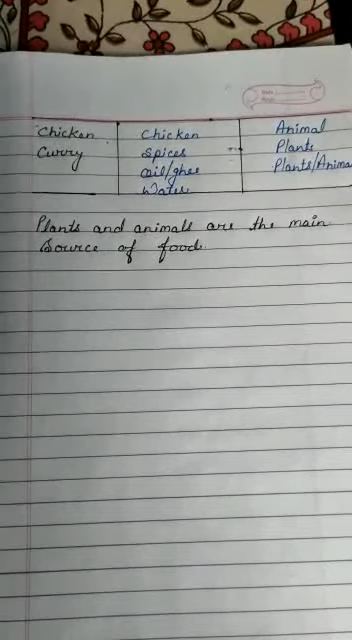 Chicken Chicken Animal
Curry Spices Plants
oil/ghee Plants/Anima
Water
Plants and animals are the main
source of food.